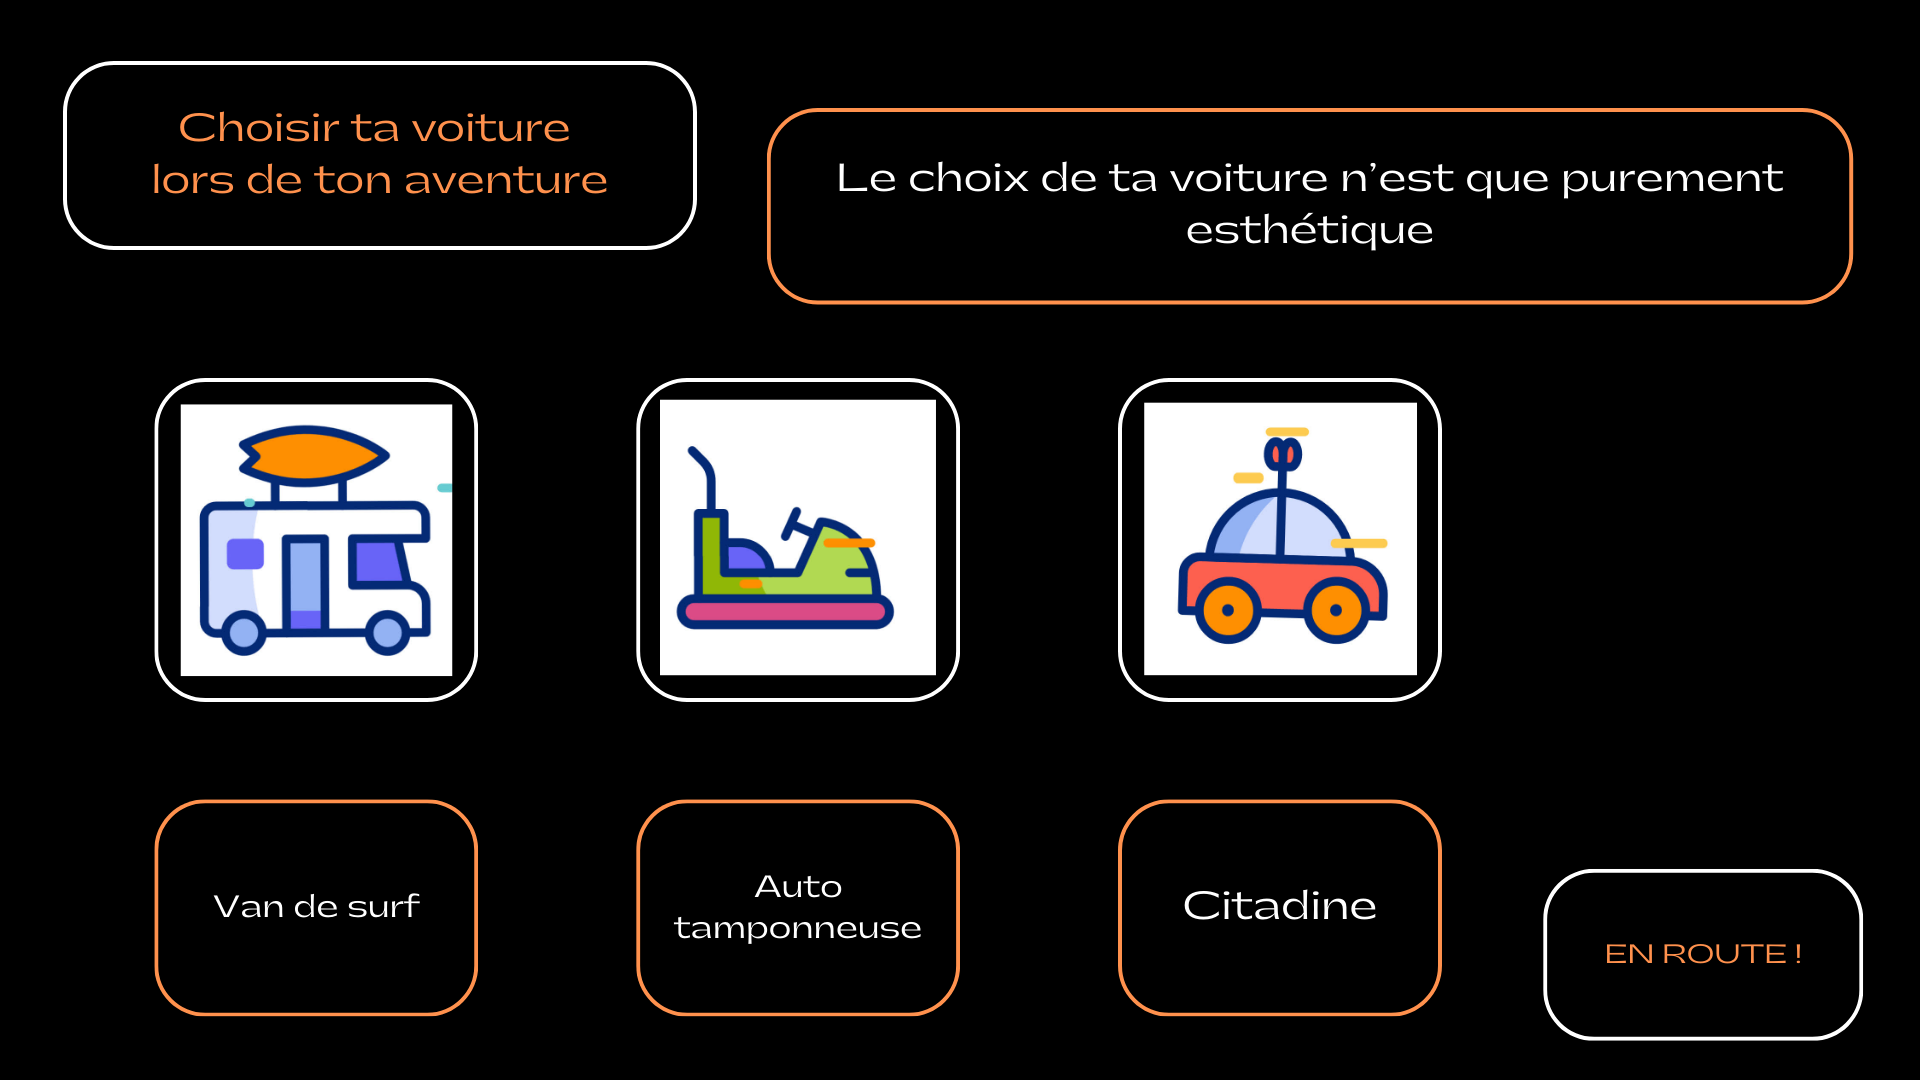 Choisir ta voiture
lors de ton aventure
Le choix de ta voiture n’est que purement
esthétique
Van de surf
Auto
tamponneuse
Citadine
EN ROUTE !